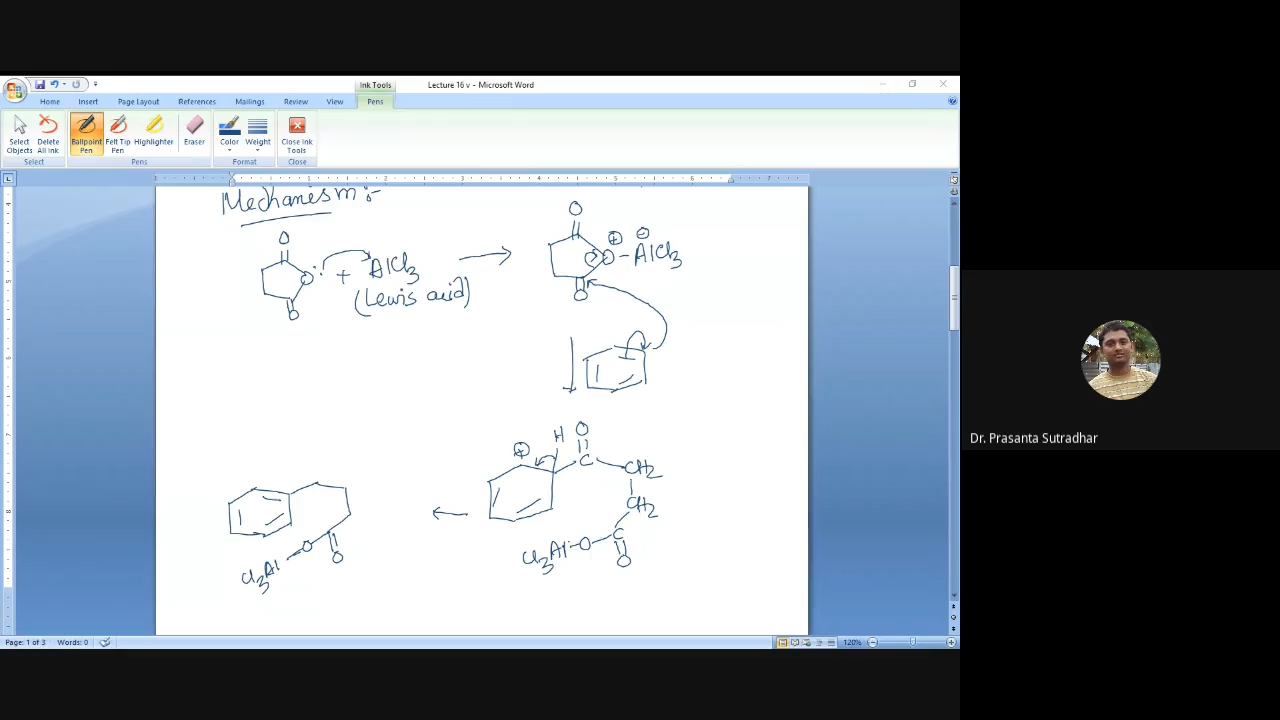 Ink Tools
Lecture 16 v - Microsoft Word
Home Insert Page Layout References Mailings Review View Pens
Select Objects
Delete All Ink
Ballpoint Pen
Felt Tip Pen
Highlighter
Eraser
Color
Weight
Close Ink Tools
Select Pens Format Close
Mechanism :-
O
O
O
: + AlCl3
(Lewis acid)
O
⊕ ⊖
O - AlCl3
O
⊕ H O
C CH2
CH2
Cl3Al - O - C
O
O
O
Cl3Al
Dr. Prasanta Sutradhar
Page: 1 of 3 Words: 0 120%